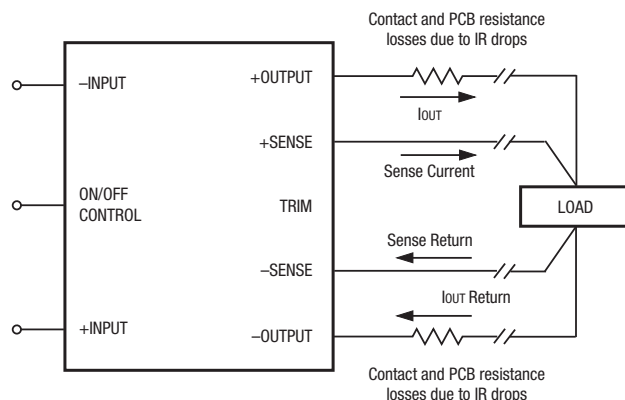 Contact and PCB resistance
losses due to IR drops
–INPUT
+OUTPUT
IOUT
+SENSE
Sense Current
ON/OFF
CONTROL
TRIM
LOAD
Sense Return
–SENSE
IOUT Return
+INPUT
–OUTPUT
Contact and PCB resistance
losses due to IR drops